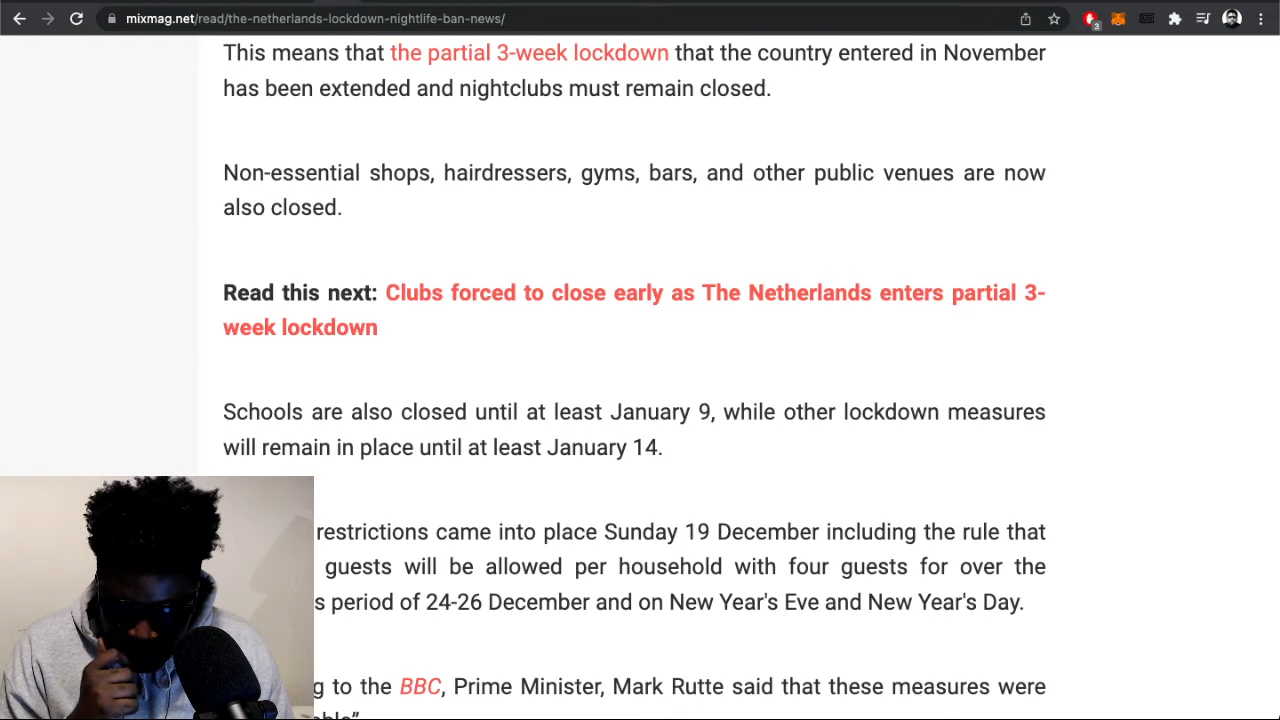 mixmag.net/read/the-netherlands-lockdown-nightlife-ban-news/
3
This means that the partial 3-week lockdown that the country entered in November
has been extended and nightclubs must remain closed.
Non-essential shops, hairdressers, gyms, bars, and other public venues are now
also closed.
Read this next: Clubs forced to close early as The Netherlands enters partial 3-
week lockdown
Schools are also closed until at least January 9, while other lockdown measures
will remain in place until at least January 14.
restrictions came into place Sunday 19 December including the rule that
guests will be allowed per household with four guests for over the
s period of 24-26 December and on New Year's Eve and New Year's Day.
g to the BBC, Prime Minister, Mark Rutte said that these measures were